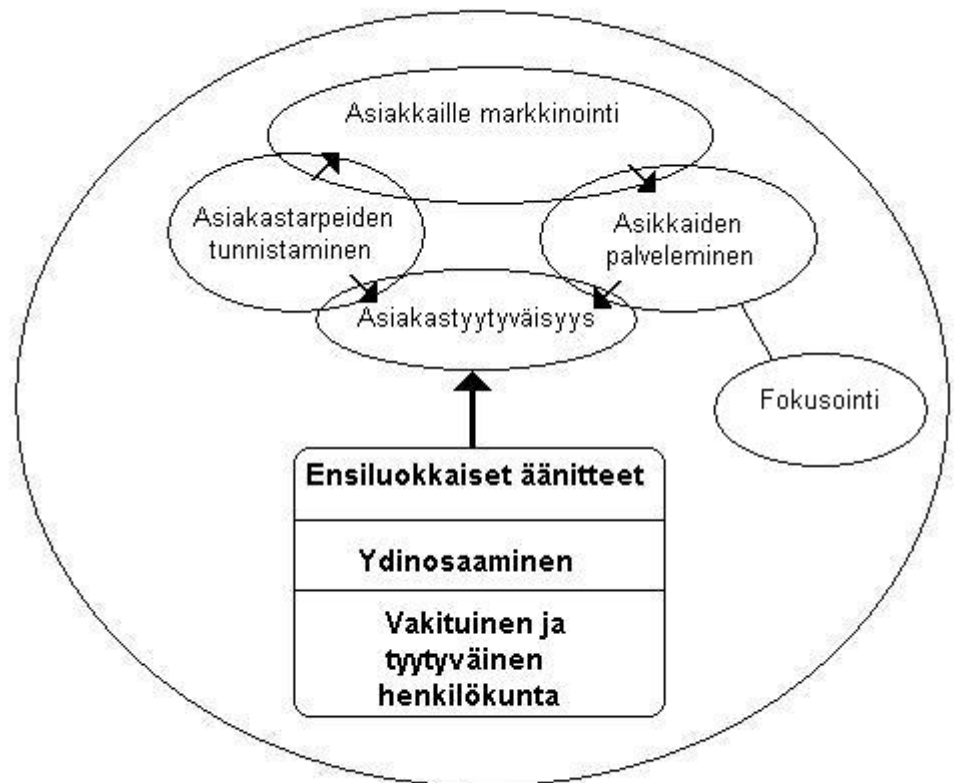 Asiakkaille markkinointi
Asiakastarpeiden
tunnistaminen
Asikkaiden
palveleminen
Asiakastyytyväisyys
Fokusointi
Ensiluokkaiset äänitteet
Ydinosaaminen
Vakituinen ja
tyytyväinen
henkilökunta